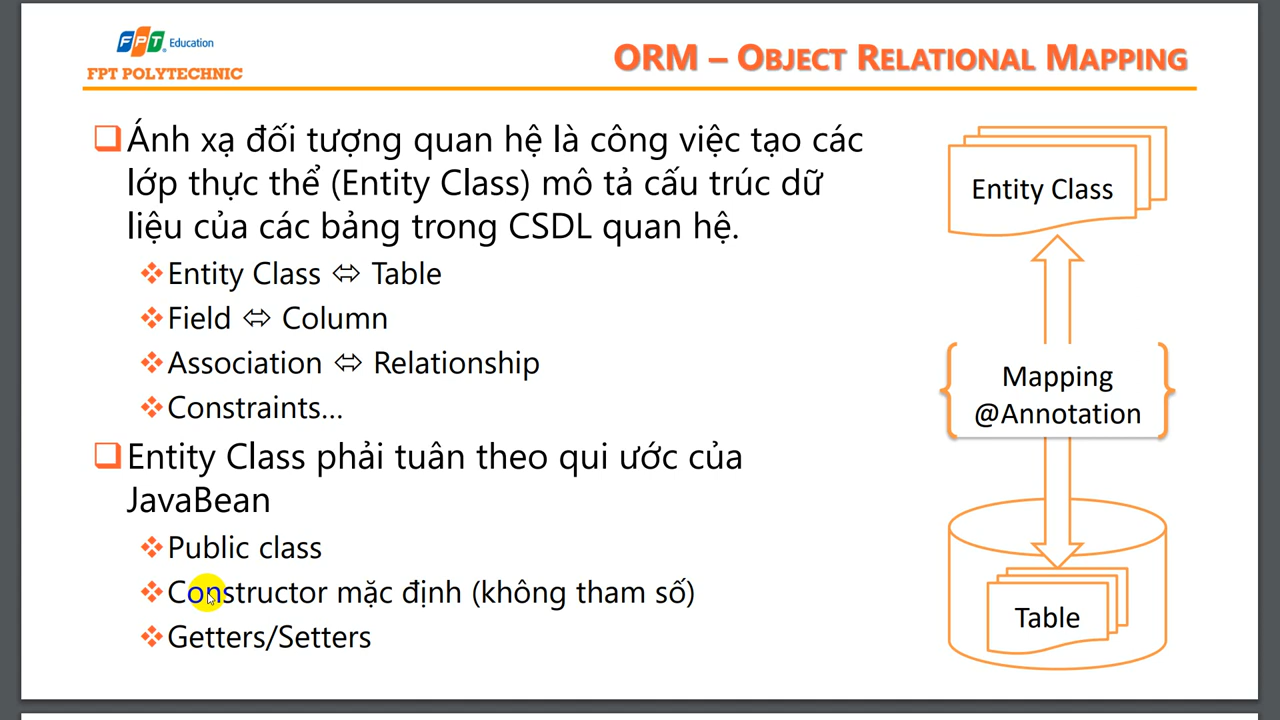 FPT Education
FPT POLYTECHNIC
ORM – OBJECT RELATIONAL MAPPING
Ánh xạ đối tượng quan hệ là công việc tạo các
lớp thực thể (Entity Class) mô tả cấu trúc dữ
liệu của các bảng trong CSDL quan hệ.
Entity Class ⬄ Table
Field ⬄ Column
Association ⬄ Relationship
Constraints...
Entity Class phải tuân theo qui ước của
JavaBean
Public class
Constructor mặc định (không tham số)
Getters/Setters
Entity Class
Mapping
@Annotation
Table